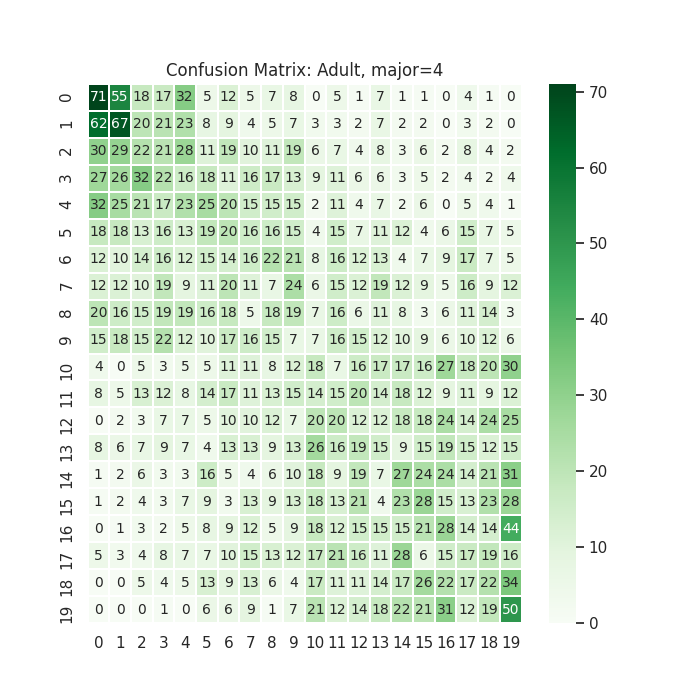 Confusion Matrix: Adult, major=4
0 71 55 18 17 32 5 12 5 7 8 0 5 1 7 1 1 0 4 1 0
1 62 67 20 21 23 8 9 4 5 7 3 3 2 7 2 2 0 3 2 0
2 30 29 22 21 28 11 19 10 11 19 6 7 4 8 3 6 2 8 4 2
3 27 26 32 22 16 18 11 16 17 13 9 11 6 6 3 5 2 4 2 4
4 32 25 21 17 23 25 20 15 15 15 2 11 4 7 2 6 0 5 4 1
5 18 18 13 16 13 19 20 16 16 15 4 15 7 11 12 4 6 15 7 5
6 12 10 14 16 12 15 14 16 22 21 8 16 12 13 4 7 9 17 7 5
7 12 12 10 19 9 11 20 11 7 24 6 15 12 19 12 9 5 16 9 12
8 20 16 15 19 19 16 18 5 18 19 7 16 6 11 8 3 6 11 14 3
9 15 18 15 22 12 10 17 16 15 7 7 16 15 12 10 9 6 10 12 6
10 4 0 5 3 5 5 11 11 8 12 18 7 16 17 17 16 27 18 20 30
11 8 5 13 12 8 14 17 11 13 15 14 15 20 14 18 12 9 11 9 12
12 0 2 3 7 7 5 10 10 12 7 20 20 12 12 18 18 24 14 24 25
13 8 6 7 9 7 4 13 13 9 13 26 16 19 15 9 15 19 15 12 15
14 1 2 6 3 3 16 5 4 6 10 18 9 19 7 27 24 24 14 21 31
15 1 2 4 3 7 9 3 13 9 13 18 13 21 4 23 28 15 13 23 28
16 0 1 3 2 5 8 9 12 5 9 18 12 15 15 15 21 28 14 14 44
17 5 3 4 8 7 7 10 15 13 12 17 21 16 11 28 6 15 17 19 16
18 0 0 5 4 5 13 9 13 6 4 17 11 11 14 17 26 22 17 22 34
19 0 0 0 1 0 6 6 9 1 7 21 12 14 18 22 21 31 12 19 50
0 1 2 3 4 5 6 7 8 9 10 11 12 13 14 15 16 17 18 19
70
60
50
40
30
20
10
0